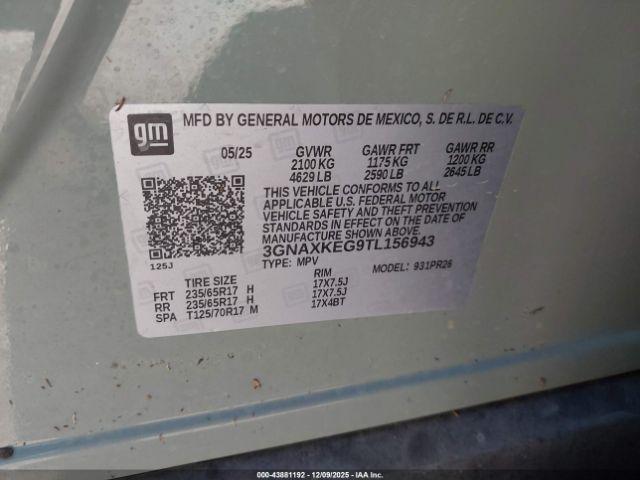 gm
MFD BY GENERAL MOTORS DE MEXICO, S. DE R.L. DE C.V.
05/25 GVWR GAWR FRT GAWR RR
2100 KG 1175 KG 1200 KG
4629 LB 2590 LB 2645 LB
THIS VEHICLE CONFORMS TO ALL
APPLICABLE U.S. FEDERAL MOTOR
VEHICLE SAFETY AND THEFT PREVENTION
STANDARDS IN EFFECT ON THE DATE OF
MANUFACTURE SHOWN ABOVE.
3GNAXKEG9TL156943
125J
TYPE: MPV MODEL: 931PR26
TIRE SIZE RIM
FRT 235/65R17 H 17X7.5J
RR 235/65R17 H 17X7.5J
SPA T125/70R17 M 17X4BT
000-43881192 - 12/09/2025 - IAA Inc.